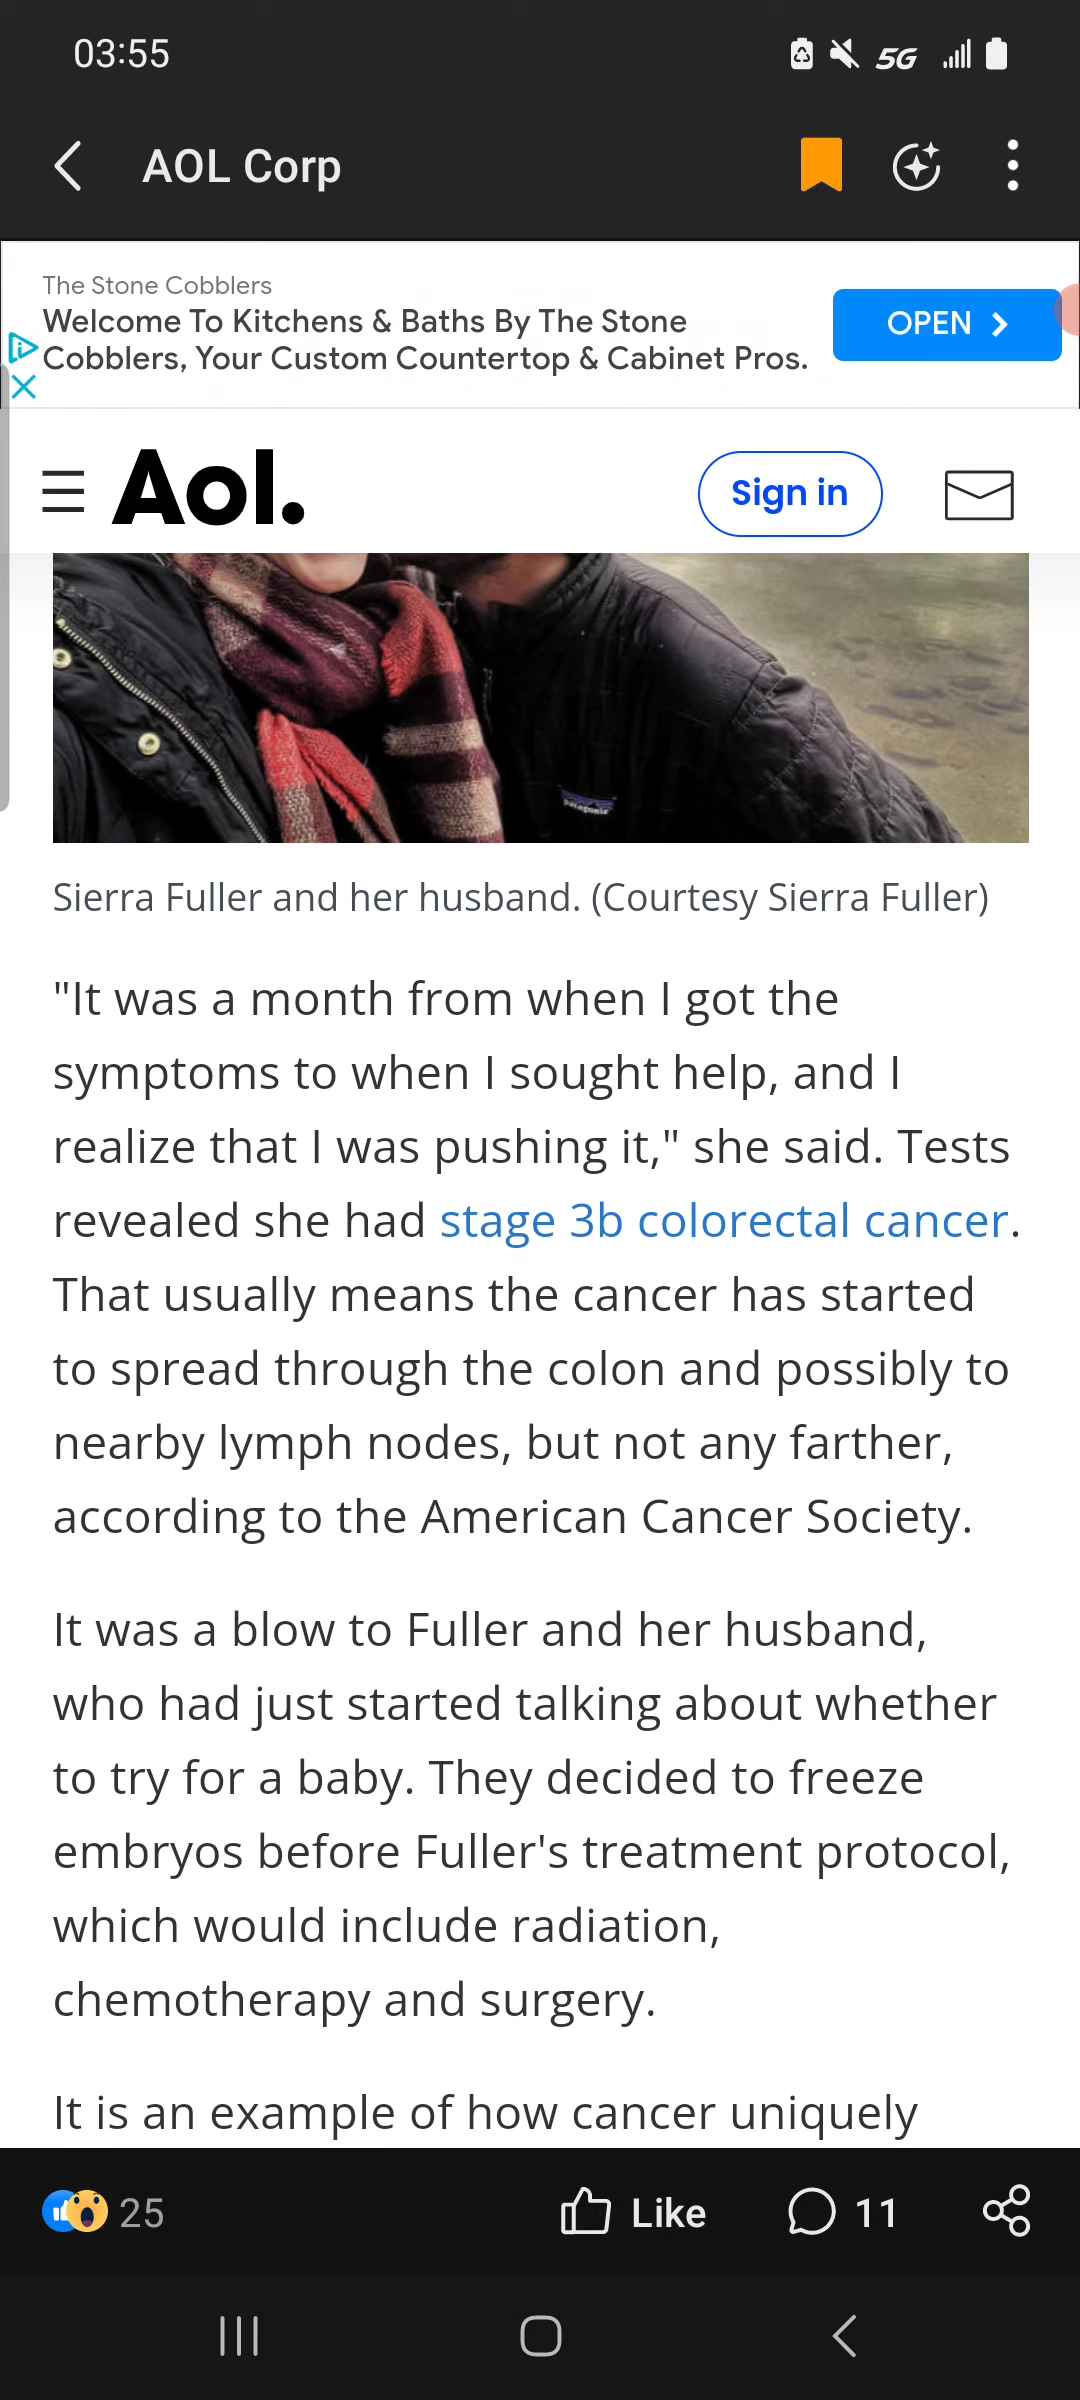 03:55
5G
AOL Corp
The Stone Cobblers
Welcome To Kitchens & Baths By The Stone
Cobblers, Your Custom Countertop & Cabinet Pros.
OPEN
Aol.
Sign in
patagonia
Sierra Fuller and her husband. (Courtesy Sierra Fuller)
"It was a month from when I got the
symptoms to when I sought help, and I
realize that I was pushing it," she said. Tests
revealed she had stage 3b colorectal cancer.
That usually means the cancer has started
to spread through the colon and possibly to
nearby lymph nodes, but not any farther,
according to the American Cancer Society.
It was a blow to Fuller and her husband,
who had just started talking about whether
to try for a baby. They decided to freeze
embryos before Fuller's treatment protocol,
which would include radiation,
chemotherapy and surgery.
It is an example of how cancer uniquely
25
Like
11